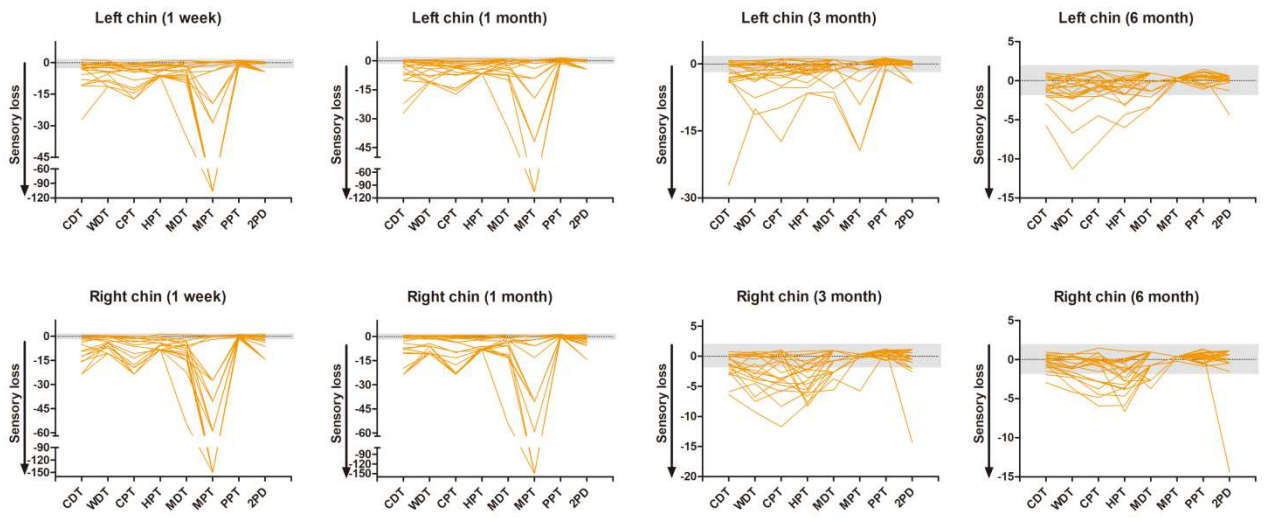 Left chin (1 week)
Left chin (1 month)
Left chin (3 month)
Left chin (6 month)
Sensory loss
0
-15
-30
-45
-60
-90
-120
CDT WDT CPT HPT MDT MPT PPT 2PD
Sensory loss
0
-15
-30
-45
-60
-90
-120
CDT WDT CPT HPT MDT MPT PPT 2PD
Sensory loss
0
-15
-30
CDT WDT CPT HPT MDT MPT PPT 2PD
Sensory loss
5
0
-5
-10
-15
CDT WDT CPT HPT MDT MPT PPT 2PD
Right chin (1 week)
Right chin (1 month)
Right chin (3 month)
Right chin (6 month)
Sensory loss
0
-15
-30
-45
-60
-90
-120
-150
CDT WDT CPT HPT MDT MPT PPT 2PD
Sensory loss
0
-15
-30
-45
-60
-90
-120
-150
CDT WDT CPT HPT MDT MPT PPT 2PD
Sensory loss
5
0
-5
-10
-15
-20
CDT WDT CPT HPT MDT MPT PPT 2PD
Sensory loss
5
0
-5
-10
-15
CDT WDT CPT HPT MDT MPT PPT 2PD